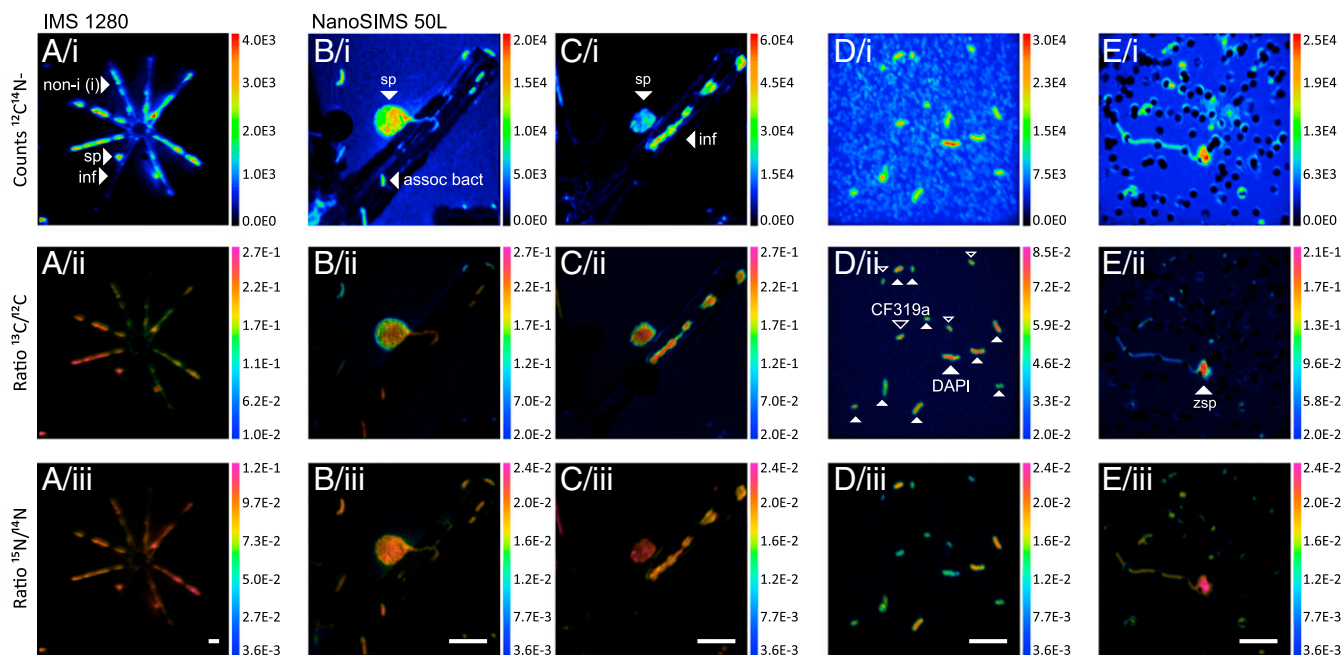 IMS 1280 NanoSIMS 50L
Counts ¹²C¹⁴N-
A/i
non-i (i)
sp
inf
4.0E3
3.0E3
2.0E3
1.0E3
0.0E0
B/i
sp
assoc bact
2.0E4
1.5E4
1.0E4
5.0E3
0.0E0
C/i
sp
inf
6.0E4
4.5E4
3.0E4
1.5E4
0.0E0
D/i
3.0E4
2.3E4
1.5E4
7.5E3
0.0E0
E/i
2.5E4
1.9E4
1.3E4
6.3E3
0.0E0
Ratio ¹³C/¹²C
A/ii
2.7E-1
2.2E-1
1.6E-1
1.1E-1
6.2E-2
1.0E-2
B/ii
2.7E-1
2.2E-1
1.7E-1
1.2E-1
7.0E-2
2.0E-2
C/ii
2.7E-1
2.2E-1
1.7E-1
1.2E-1
7.0E-2
2.0E-2
D/ii
CF319a
DAPI
8.5E-2
7.2E-2
5.9E-2
4.6E-2
3.3E-2
2.0E-2
E/ii
zsp
2.1E-1
1.7E-1
1.3E-1
9.6E-2
5.8E-2
2.0E-2
Ratio ¹⁵N/¹⁴N
A/iii
1.2E-1
9.7E-2
7.3E-2
5.0E-2
2.7E-2
3.6E-3
B/iii
2.4E-2
2.0E-2
1.6E-2
1.2E-2
7.7E-3
3.6E-3
C/iii
2.4E-2
2.0E-2
1.6E-2
1.2E-2
7.7E-3
3.6E-3
D/iii
2.4E-2
2.0E-2
1.6E-2
1.2E-2
7.7E-3
3.6E-3
E/iii
2.4E-2
2.0E-2
1.6E-2
1.2E-2
7.7E-3
3.6E-3